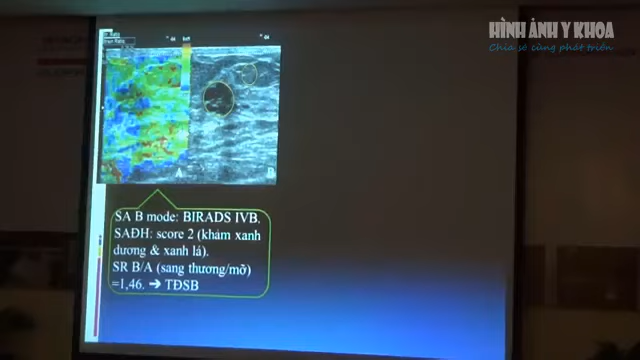 HÌNH ẢNH Y KHOA
Chia sẻ cùng phát triển
A
B
SA B mode: BIRADS IVB.
SAĐH: score 2 (khảm xanh
dương & xanh lá).
SR B/A (sang thương/mỡ)
=1,46. ➔ TĐSB